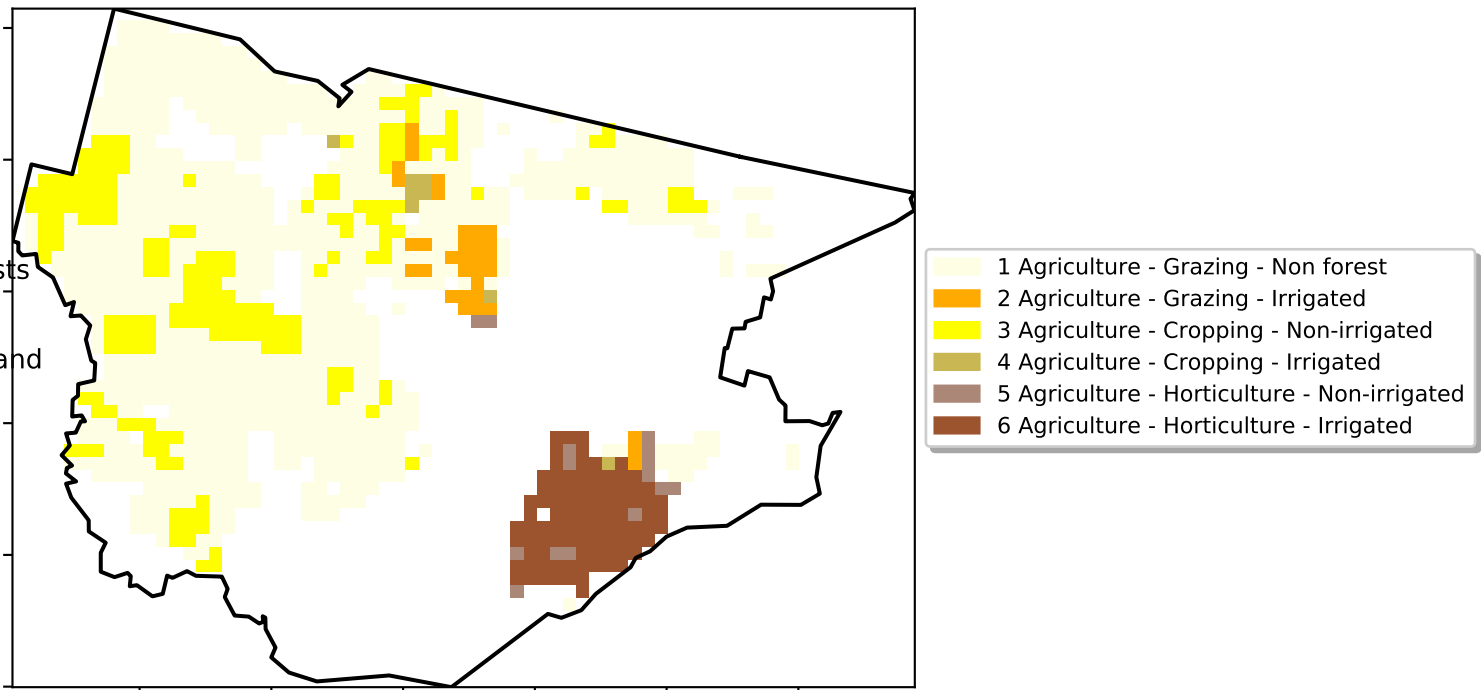 sts
and
1 Agriculture - Grazing - Non forest
2 Agriculture - Grazing - Irrigated
3 Agriculture - Cropping - Non-irrigated
4 Agriculture - Cropping - Irrigated
5 Agriculture - Horticulture - Non-irrigated
6 Agriculture - Horticulture - Irrigated